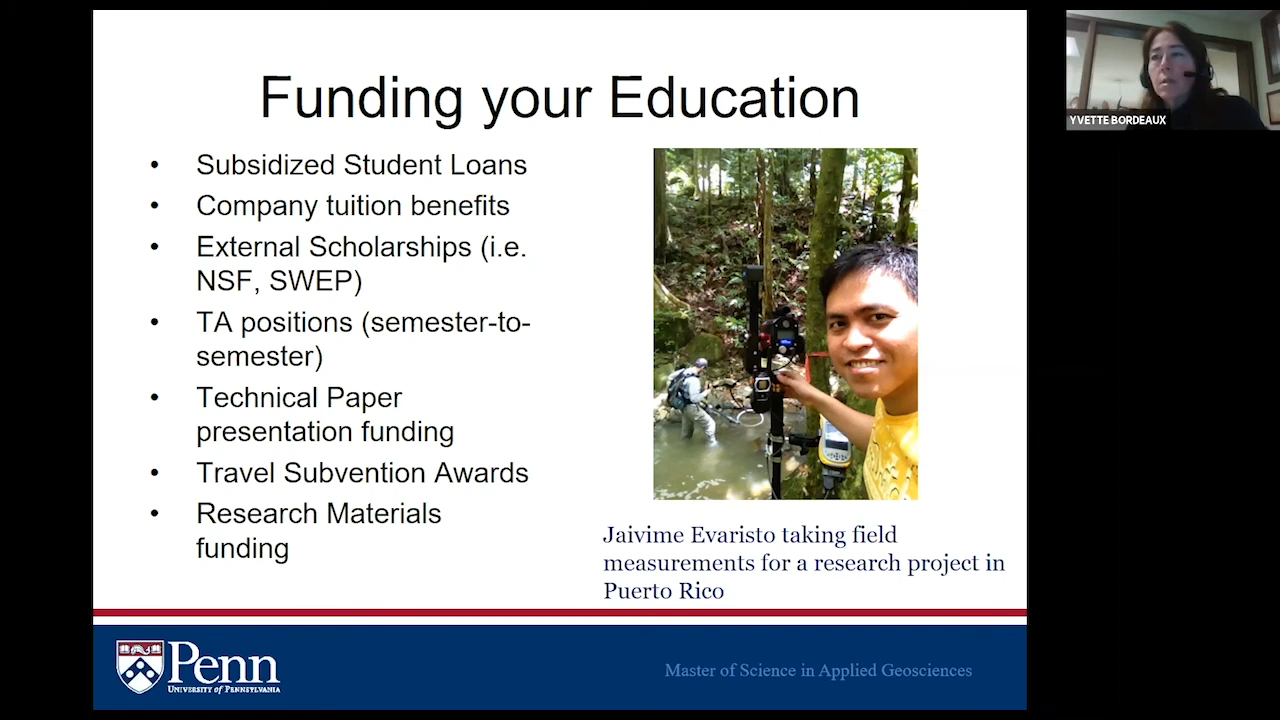 Funding your Education
• Subsidized Student Loans
• Company tuition benefits
• External Scholarships (i.e.
NSF, SWEP)
• TA positions (semester-to-
semester)
• Technical Paper
presentation funding
• Travel Subvention Awards
• Research Materials
funding
Jaivime Evaristo taking field
measurements for a research project in
Puerto Rico
Penn
UNIVERSITY OF PENNSYLVANIA
Master of Science in Applied Geosciences
YVETTE BORDEAUX